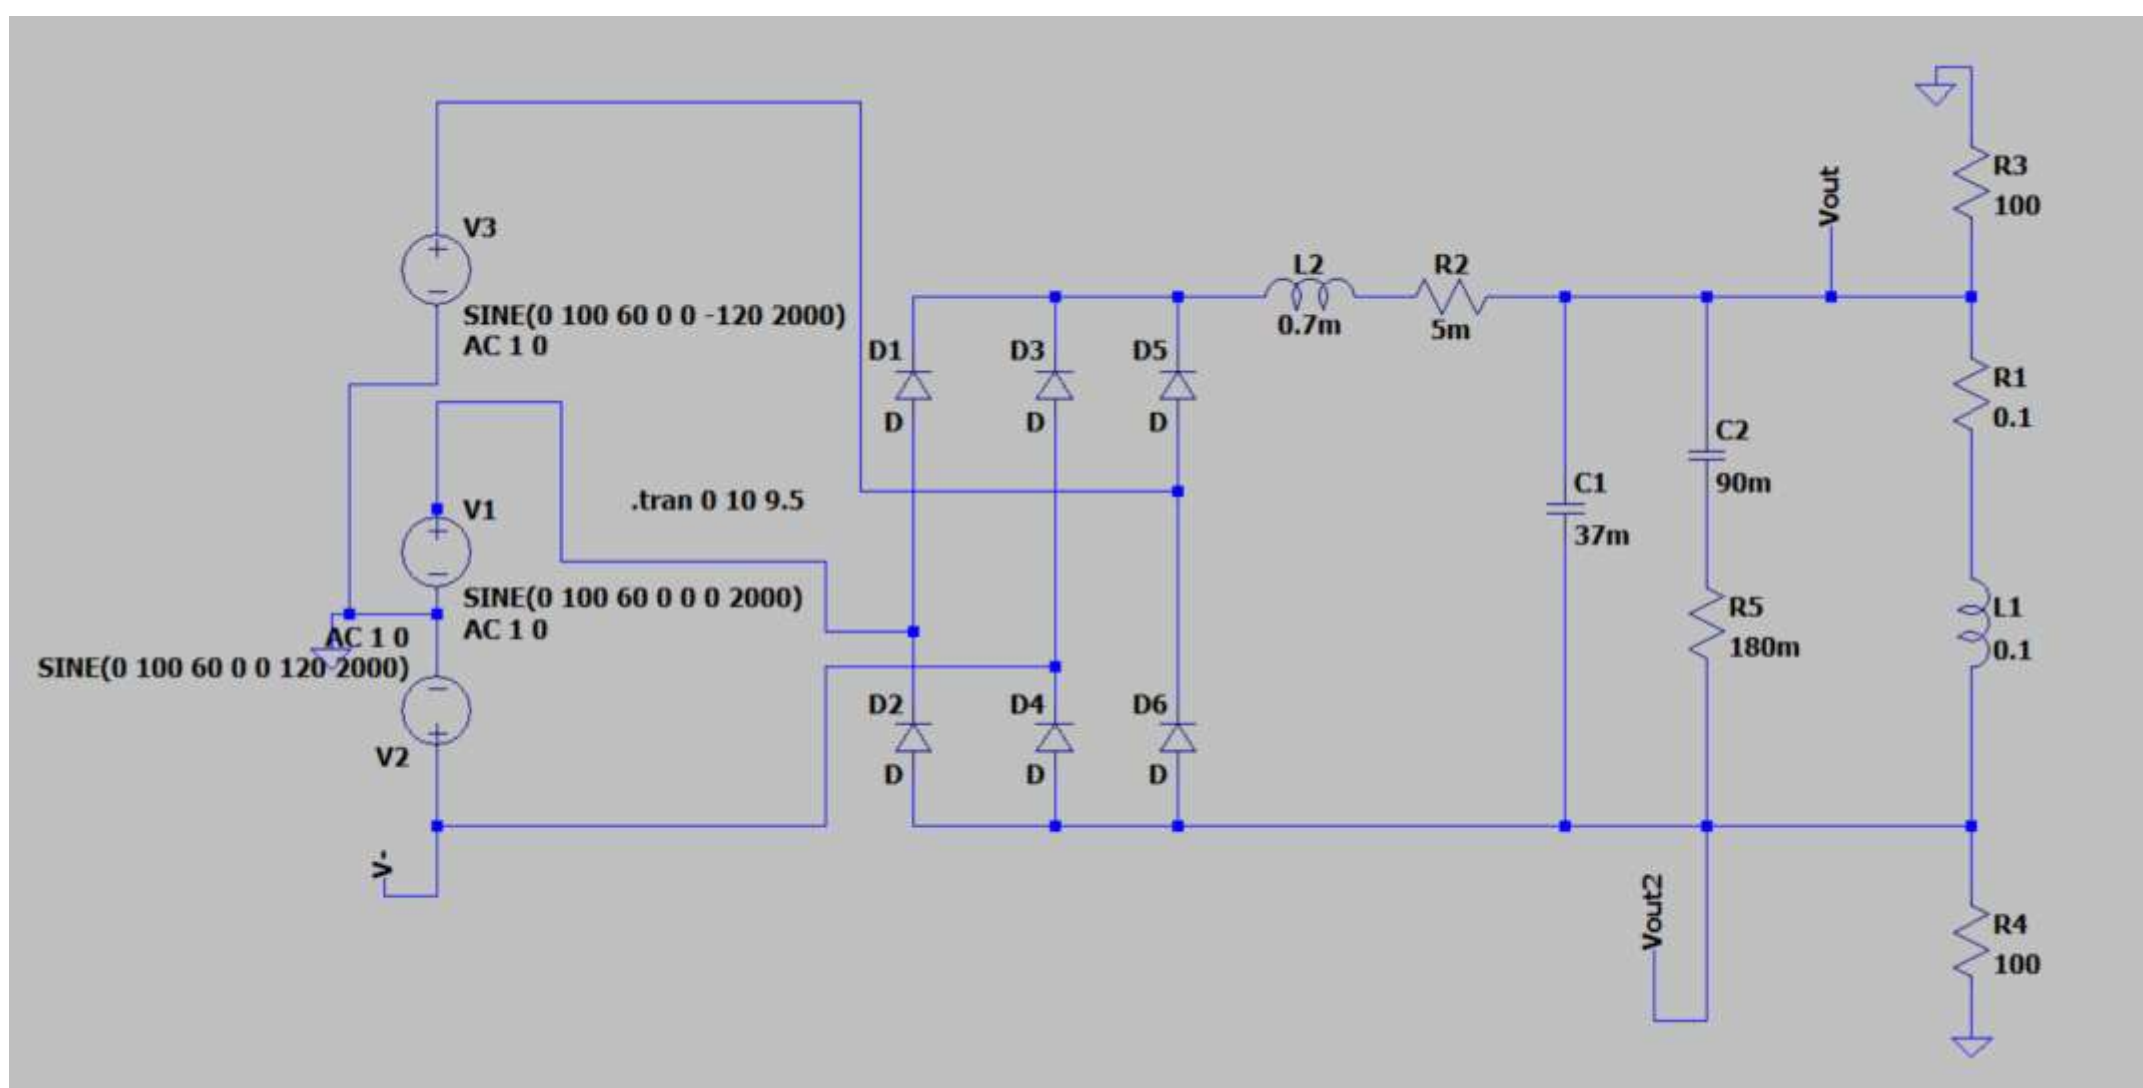 R3
100
Vout
V3
SINE(0 100 60 0 0 -120 2000)
AC 1 0
L2
0.7m
R2
5m
D1
D
D3
D
D5
D
R1
0.1
C2
90m
C1
37m
.tran 0 10 9.5
V1
SINE(0 100 60 0 0 0 2000)
AC 1 0
AC 1 0
SINE(0 100 60 0 0 120 2000)
V2
R5
180m
L1
0.1
D2
D
D4
D
D6
D
V-
Vout2
R4
100